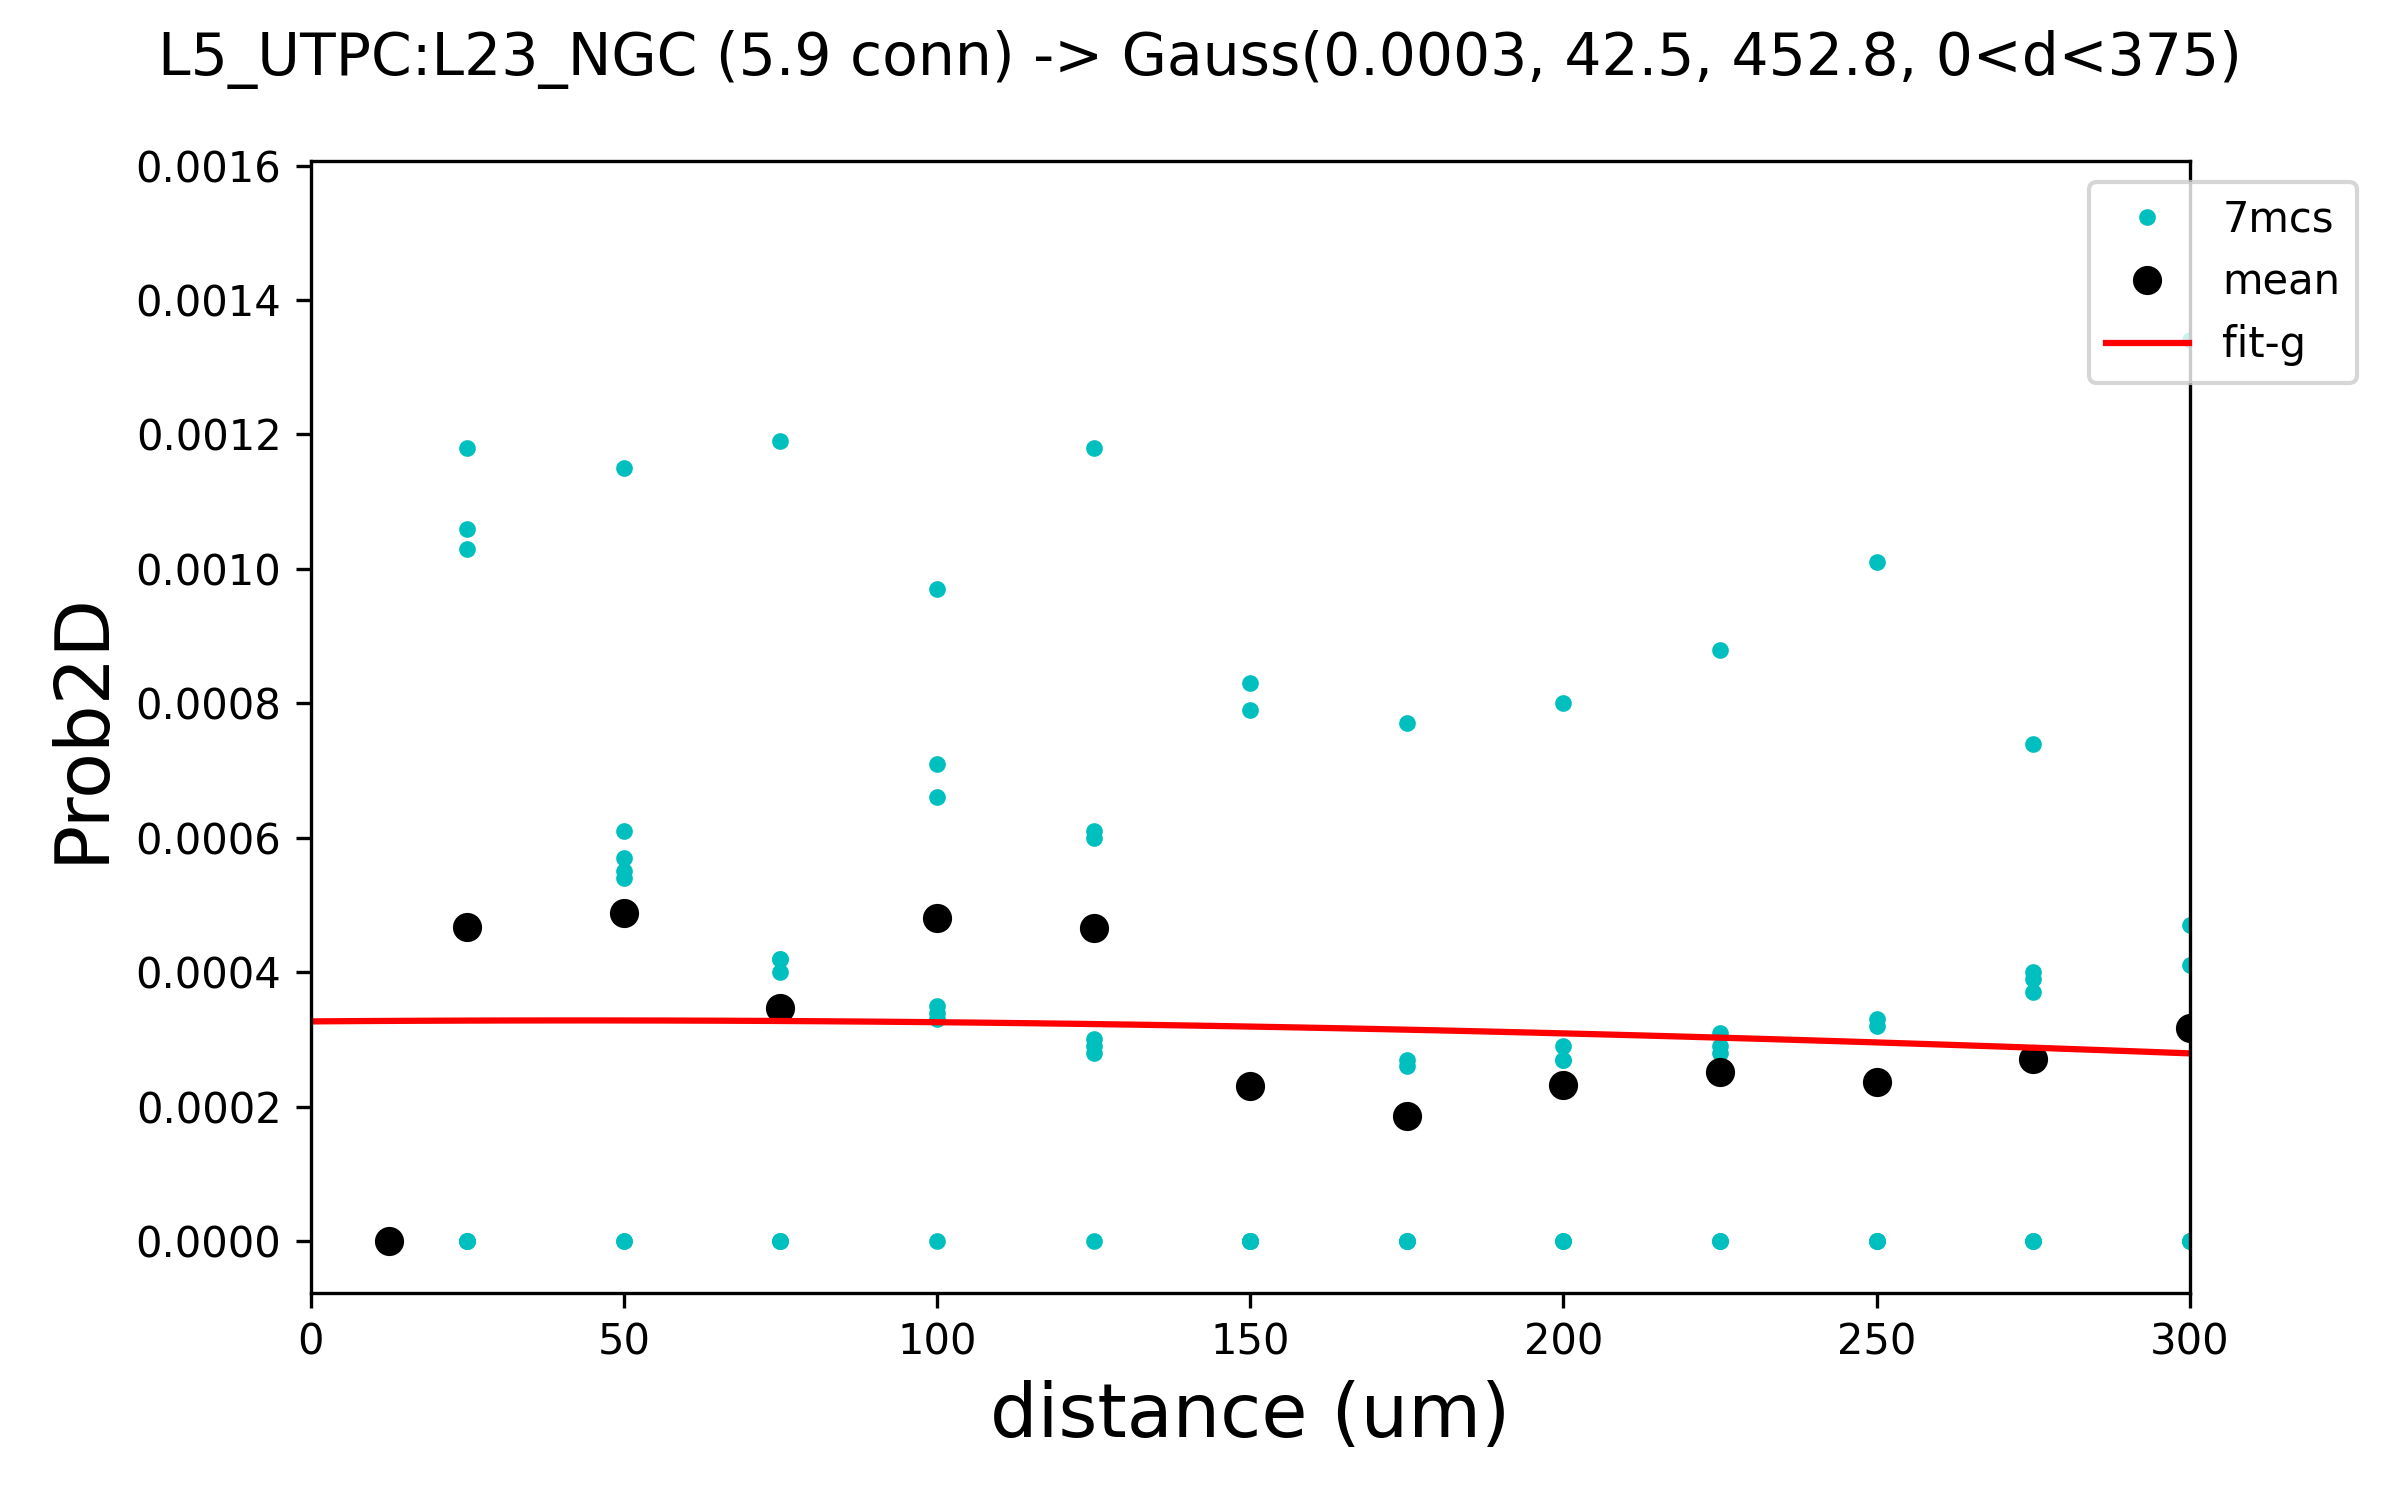 L5_UTPC:L23_NGC (5.9 conn) -> Gauss(0.0003, 42.5, 452.8, 0<d<375)
0.0016
0.0014
0.0012
0.0010
0.0008
0.0006
0.0004
0.0002
0.0000
Prob2D
7mcs
mean
fit-g
0 50 100 150 200 250 300
distance (um)